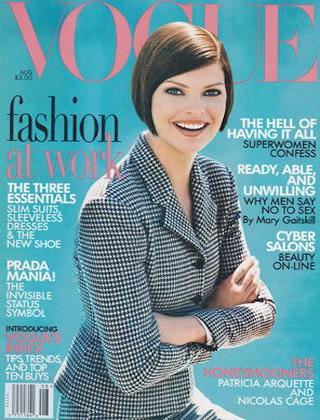 VOGUE
AUG
$3.00
fashion
at work
THE THREE
ESSENTIALS
SLIM SUITS
SLEEVELESS
DRESSES
& THE
NEW SHOE
PRADA
MANIA!
THE
INVISIBLE
STATUS
SYMBOL
INTRODUCING
VOGUE'S
INDEX
TIPS, TRENDS,
AND TOP
TEN BUYS
THE HELL OF
HAVING IT ALL
SUPERWOMEN
CONFESS
READY, ABLE,
AND
UNWILLING
WHY MEN SAY
NO TO SEX
By Mary Gaitskill
CYBER
SALONS
BEAUTY
ON-LINE
THE
HONEYMOONERS
PATRICIA ARQUETTE
AND
NICOLAS CAGE